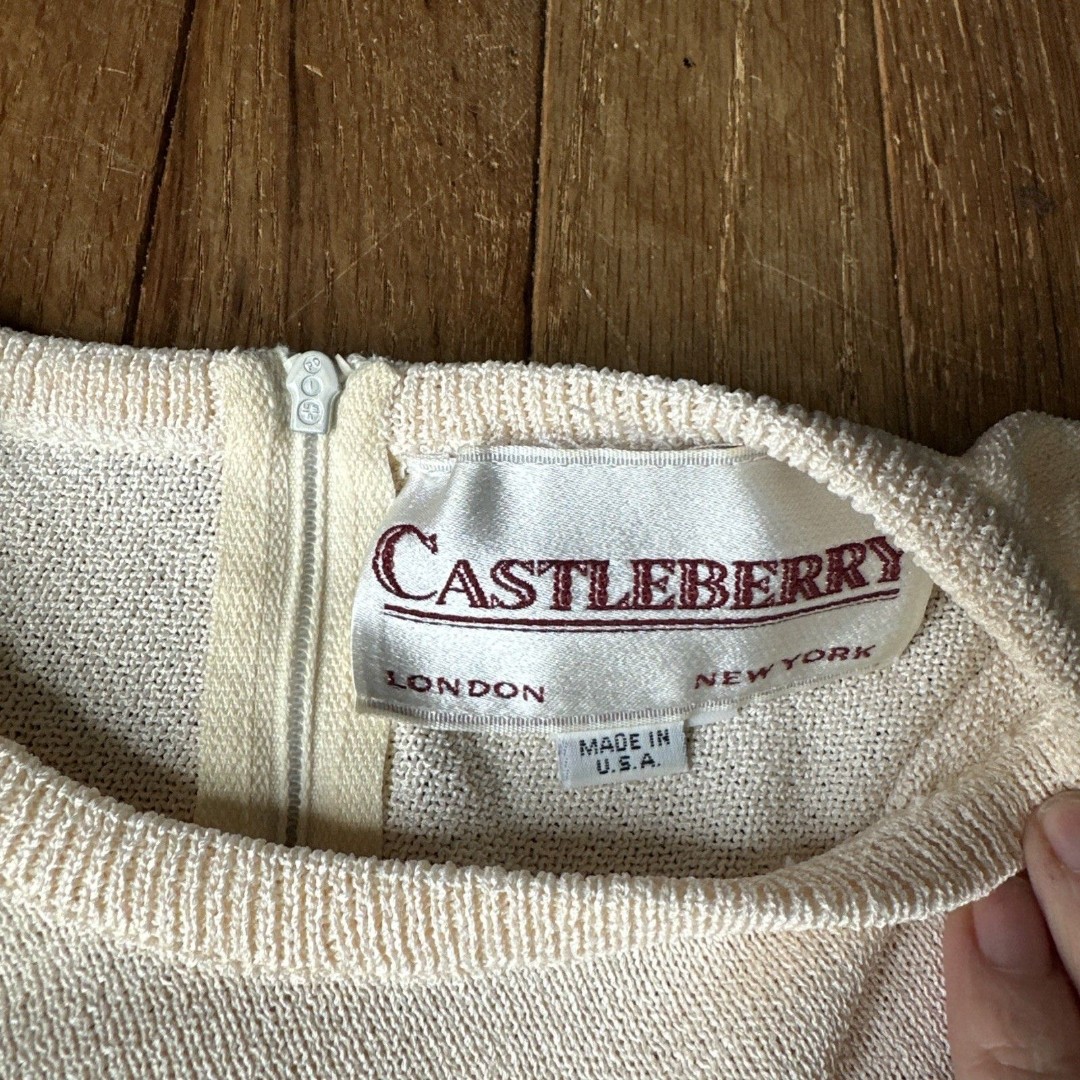 CASTLEBERRY
LONDON NEW YORK
MADE IN
U.S.A.